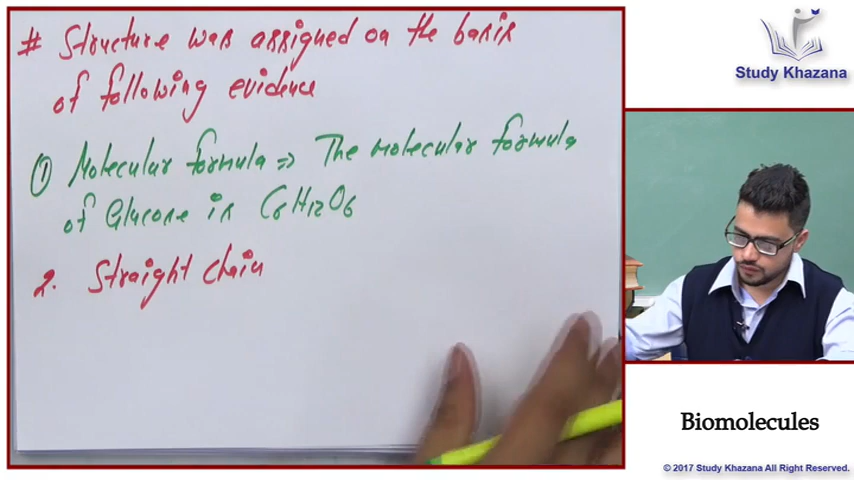 # Structure was assigned on the basis
of following evidence
① Molecular formula => The molecular formula
of Glucose is C6H12O6
2. Straight chain
Study Khazana
Biomolecules
© 2017 Study Khazana All Right Reserved.